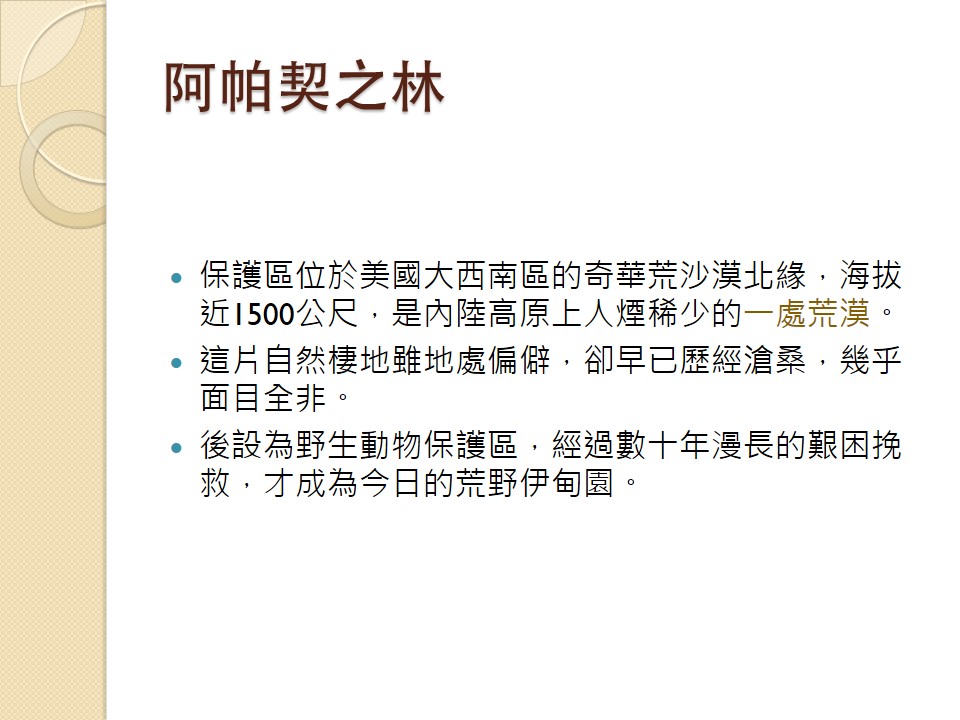 阿帕契之林
• 保護區位於美國大西南區的奇華荒沙漠北緣，海拔
近1500公尺，是內陸高原上人煙稀少的一處荒漠。
• 這片自然棲地雖地處偏僻，卻早已歷經滄桑，幾乎
面目全非。
• 後設為野生動物保護區，經過數十年漫長的艱困挽
救，才成為今日的荒野伊甸園。